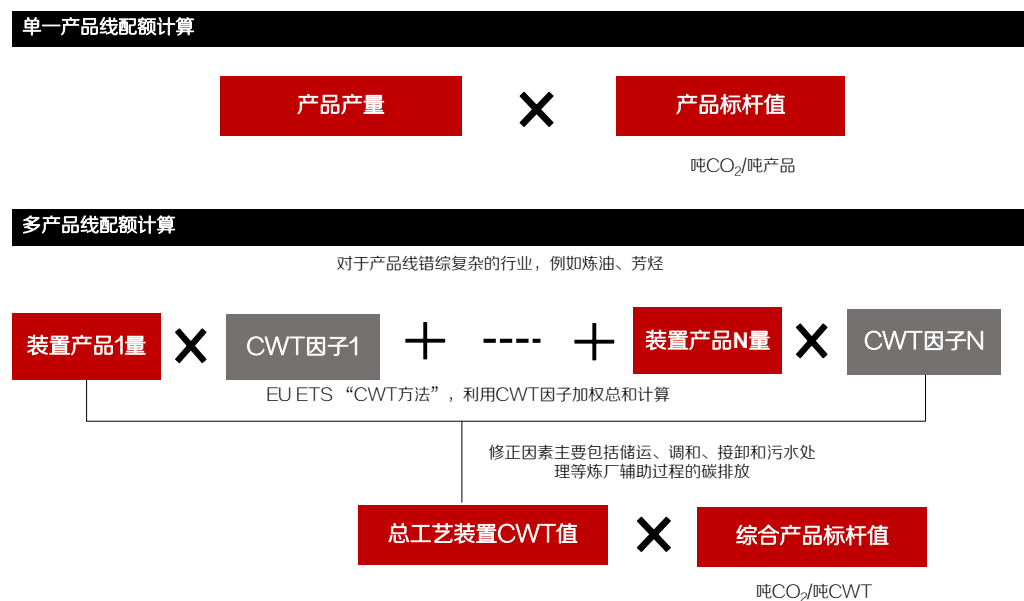 单一产品线配额计算
产品产量
×
产品标杆值
吨CO₂/吨产品
多产品线配额计算
对于产品线错综复杂的行业，例如炼油、芳烃
装置产品1量
×
CWT因子1
+
----
+
装置产品N量
×
CWT因子N
EU ETS “CWT方法”，利用CWT因子加权总和计算
修正因素主要包括储运、调和、接卸和污水处
理等炼厂辅助过程的碳排放
总工艺装置CWT值
×
综合产品标杆值
吨CO₂/吨CWT